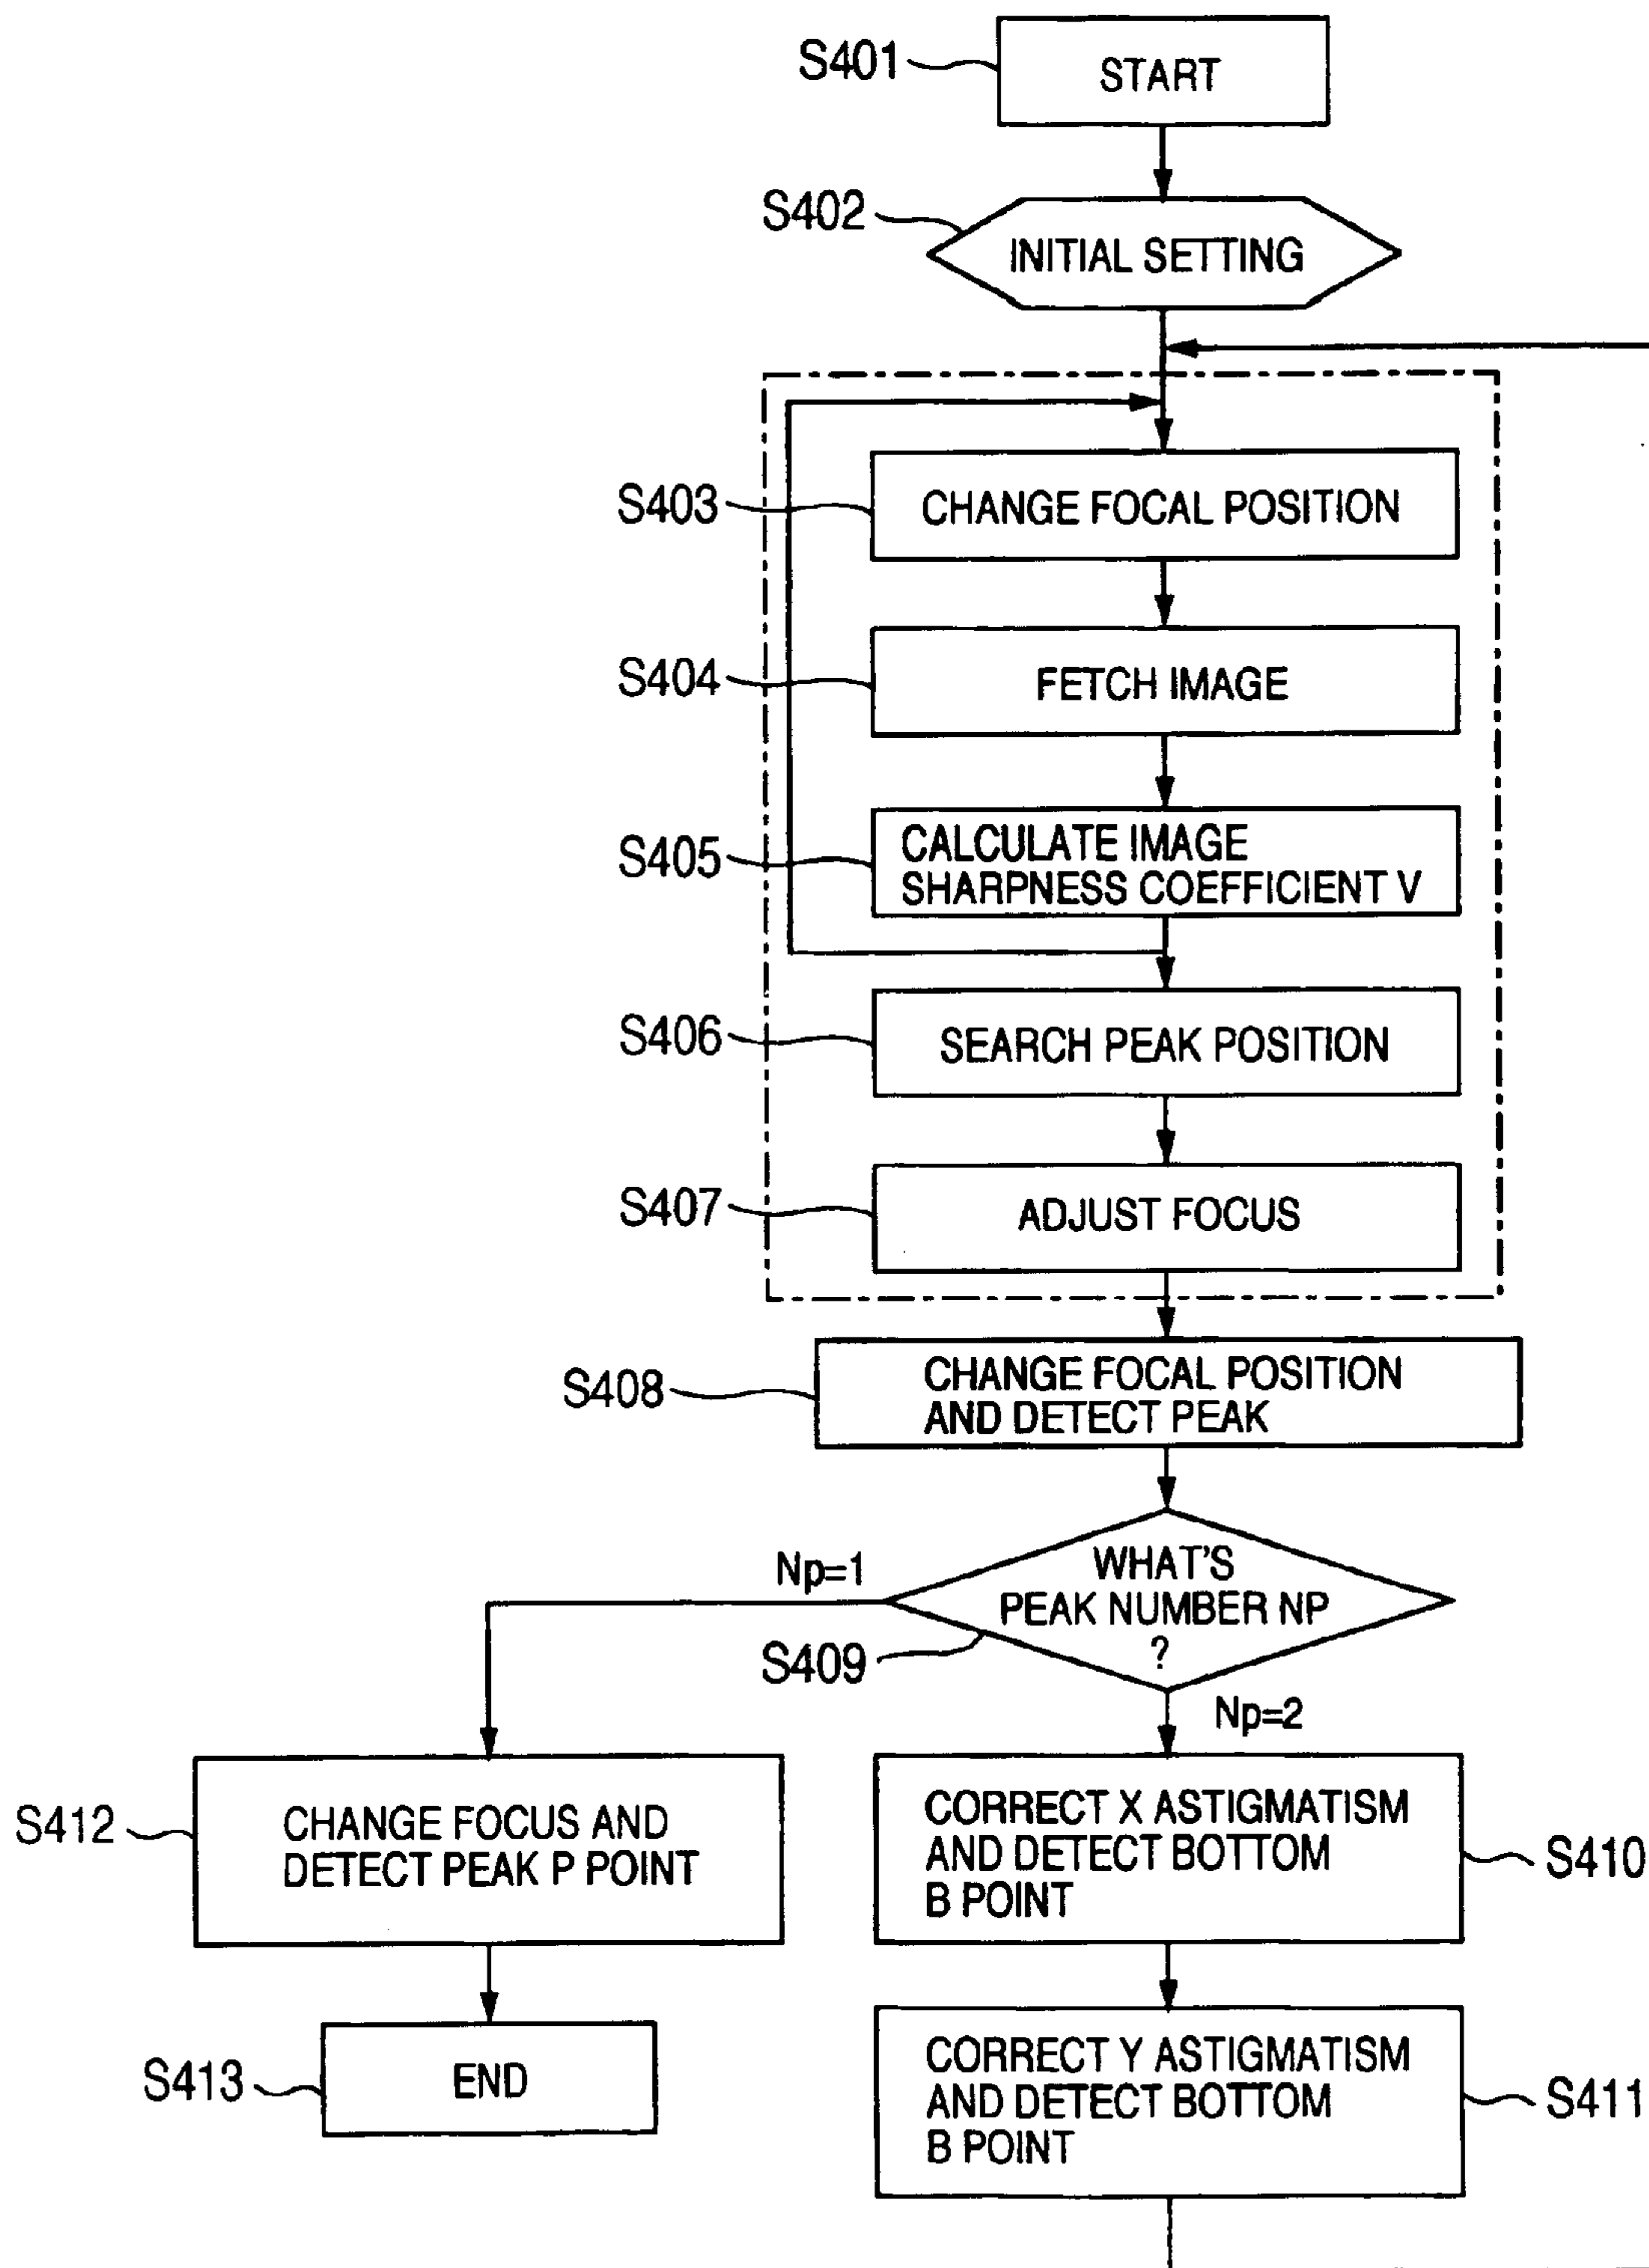 S401
START
S402
INITIAL SETTING
S403
CHANGE FOCAL POSITION
S404
FETCH IMAGE
S405
CALCULATE IMAGE
SHARPNESS COEFFICIENT V
S406
SEARCH PEAK POSITION
S407
ADJUST FOCUS
S408
CHANGE FOCAL POSITION
AND DETECT PEAK
Np=1
WHAT'S
PEAK NUMBER NP
?
S409
Np=2
S412
CHANGE FOCUS AND
DETECT PEAK P POINT
CORRECT X ASTIGMATISM
AND DETECT BOTTOM
B POINT
S410
S413
END
CORRECT Y ASTIGMATISM
AND DETECT BOTTOM
B POINT
S411